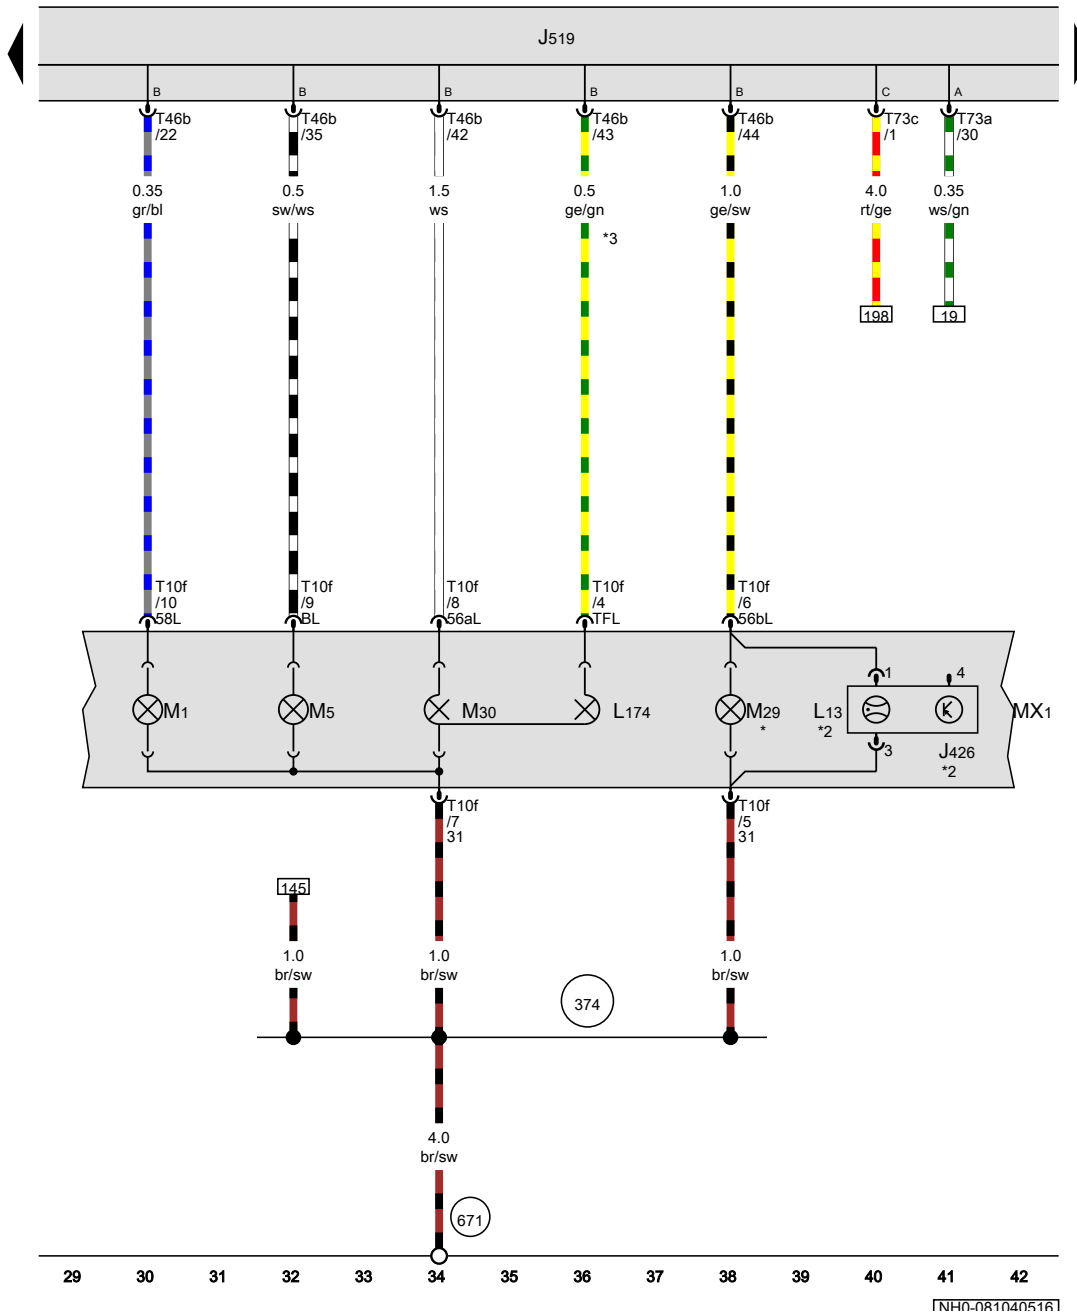 J519
B B B B B C A
T46b T46b T46b T46b T46b T73c T73a
/22 /35 /42 /43 /44 /1 /30
0.35 0.5 1.5 0.5 1.0 4.0 0.35
gr/bl sw/ws ws ge/gn ge/sw rt/ge ws/gn
*3
198 19
T10f T10f T10f T10f T10f
/10 /9 /8 /4 /6
58L BL 56aL TFL 56bL
1 4
M1 M5 M30 L174 M29 L13 MX1
* *2
3 J426
*2
T10f T10f
/7 /5
31 31
145
1.0 1.0 1.0
br/sw br/sw br/sw
374
4.0
br/sw
671
29 30 31 32 33 34 35 36 37 38 39 40 41 42
NH0-081040516